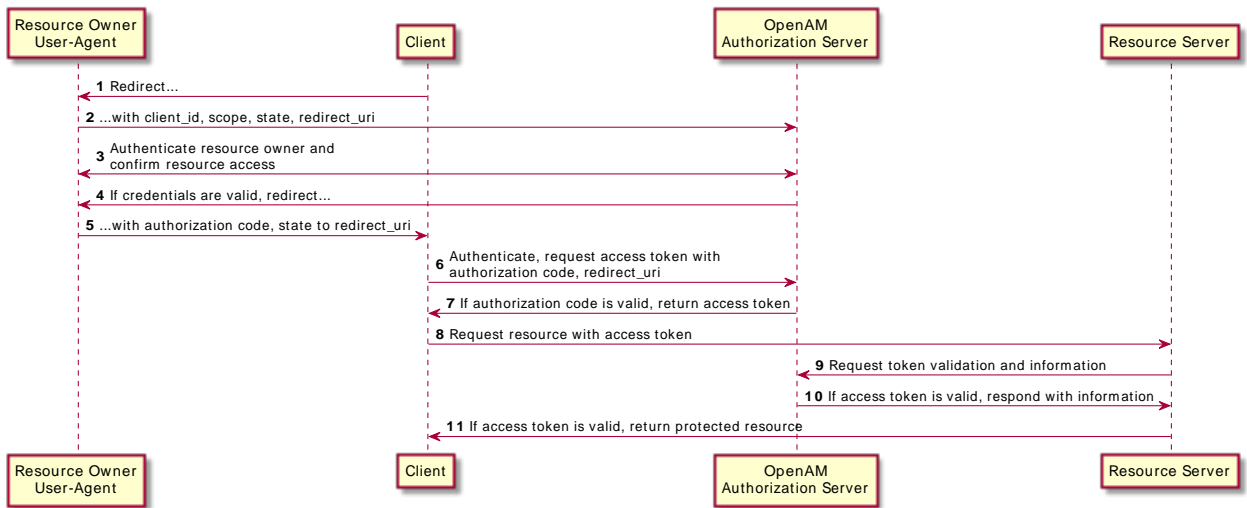 Resource Owner
User-Agent
Client
OpenAM
Authorization Server
Resource Server
1 Redirect...
2 ...with client_id, scope, state, redirect_uri
3 Authenticate resource owner and
confirm resource access
4 If credentials are valid, redirect...
5 ...with authorization code, state to redirect_uri
6 Authenticate, request access token with
authorization code, redirect_uri
7 If authorization code is valid, return access token
8 Request resource with access token
9 Request token validation and information
10 If access token is valid, respond with information
11 If access token is valid, return protected resource
Resource Owner
User-Agent
Client
OpenAM
Authorization Server
Resource Server